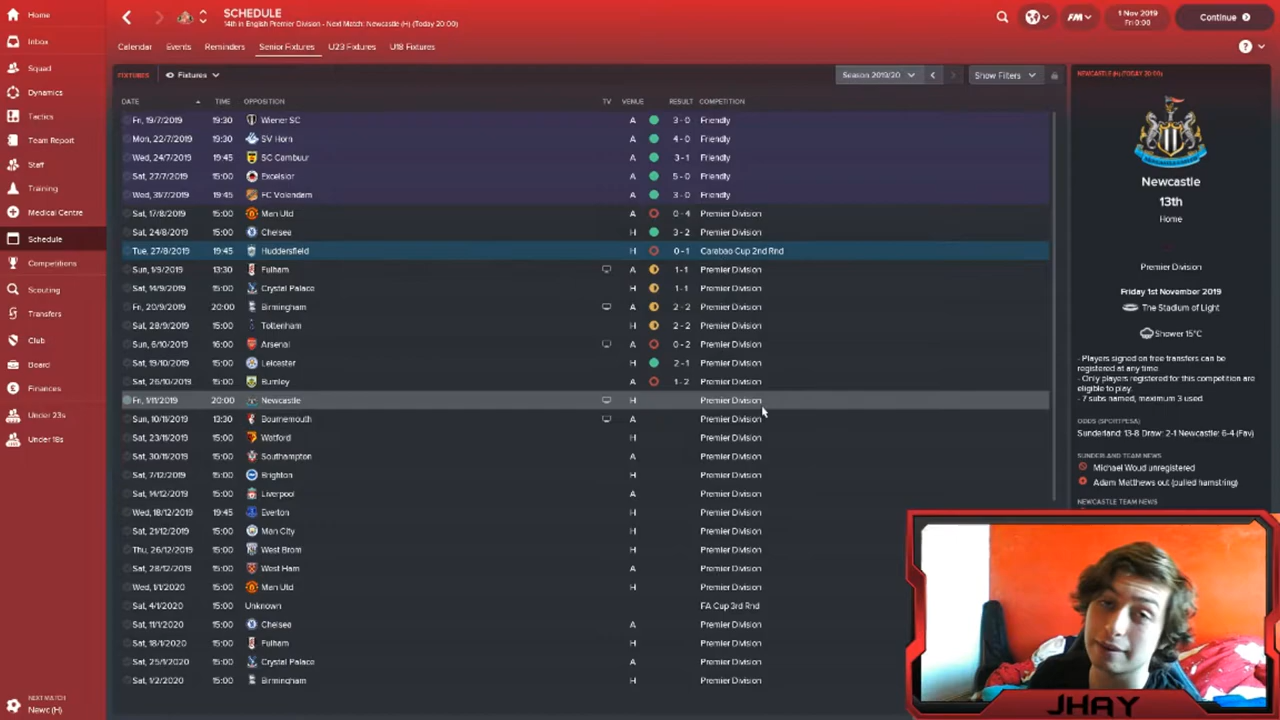 Home
Inbox
Squad
Dynamics
Tactics
Team Report
Staff
Training
Medical Centre
Schedule
Competitions
Scouting
Transfers
Club
Board
Finances
Under 23s
Under 18s
NEXT MATCH
Newc (H)
SCHEDULE
14th in English Premier Division - Next Match: Newcastle (H) (Today 20:00)
FM
1 Nov 2019
Fri 0:00
Continue
Calendar Events Reminders Senior Fixtures U23 Fixtures U18 Fixtures
?
FIXTURES Fixtures Season 2019/20 Show Filters
DATE TIME OPPOSITION TV VENUE RESULT COMPETITION
Fri, 19/7/2019 19:30 Wiener SC A 3 - 0 Friendly
Mon, 22/7/2019 19:30 SV Horn A 4 - 0 Friendly
Wed, 24/7/2019 19:45 SC Cambuur A 3 - 1 Friendly
Sat, 27/7/2019 15:00 Excelsior A 5 - 0 Friendly
Wed, 31/7/2019 19:45 FC Volendam A 3 - 0 Friendly
Sat, 17/8/2019 15:00 Man Utd A 0 - 4 Premier Division
Sat, 24/8/2019 15:00 Chelsea H 3 - 2 Premier Division
Tue, 27/8/2019 19:45 Huddersfield H 0 - 1 Carabao Cup 2nd Rnd
Sun, 1/9/2019 13:30 Fulham A 1 - 1 Premier Division
Sat, 14/9/2019 15:00 Crystal Palace H 1 - 1 Premier Division
Fri, 20/9/2019 20:00 Birmingham A 2 - 2 Premier Division
Sat, 28/9/2019 15:00 Tottenham H 2 - 2 Premier Division
Sun, 6/10/2019 16:00 Arsenal A 0 - 2 Premier Division
Sat, 19/10/2019 15:00 Leicester H 2 - 1 Premier Division
Sat, 26/10/2019 15:00 Burnley A 1 - 2 Premier Division
Fri, 1/11/2019 20:00 Newcastle H Premier Division
Sun, 10/11/2019 13:30 Bournemouth A Premier Division
Sat, 23/11/2019 15:00 Watford H Premier Division
Sat, 30/11/2019 15:00 Southampton A Premier Division
Sat, 7/12/2019 15:00 Brighton H Premier Division
Sat, 14/12/2019 15:00 Liverpool A Premier Division
Wed, 18/12/2019 19:45 Everton H Premier Division
Sat, 21/12/2019 15:00 Man City H Premier Division
Thu, 26/12/2019 15:00 West Brom A Premier Division
Sat, 28/12/2019 15:00 West Ham A Premier Division
Wed, 1/1/2020 15:00 Man Utd H Premier Division
Sat, 4/1/2020 15:00 Unknown FA Cup 3rd Rnd
Sat, 11/1/2020 15:00 Chelsea A Premier Division
Sat, 18/1/2020 15:00 Fulham H Premier Division
Sat, 25/1/2020 15:00 Crystal Palace A Premier Division
Sat, 1/2/2020 15:00 Birmingham H Premier Division
NEWCASTLE (H) (TODAY 20:00)
Newcastle
13th
Home
Premier Division
Friday 1st November 2019
The Stadium of Light
Shower 15°C
- Players signed on free transfers can be
registered at any time.
- Only players registered for this competition are
eligible to play.
- 7 subs named, maximum 3 used.
ODDS (SPORTPESA)
Sunderland: 13-8 Draw: 2-1 Newcastle: 6-4 (Fav)
SUNDERLAND TEAM NEWS
Michael Woud unregistered
Adam Matthews out (pulled hamstring)
NEWCASTLE TEAM NEWS
JHAY